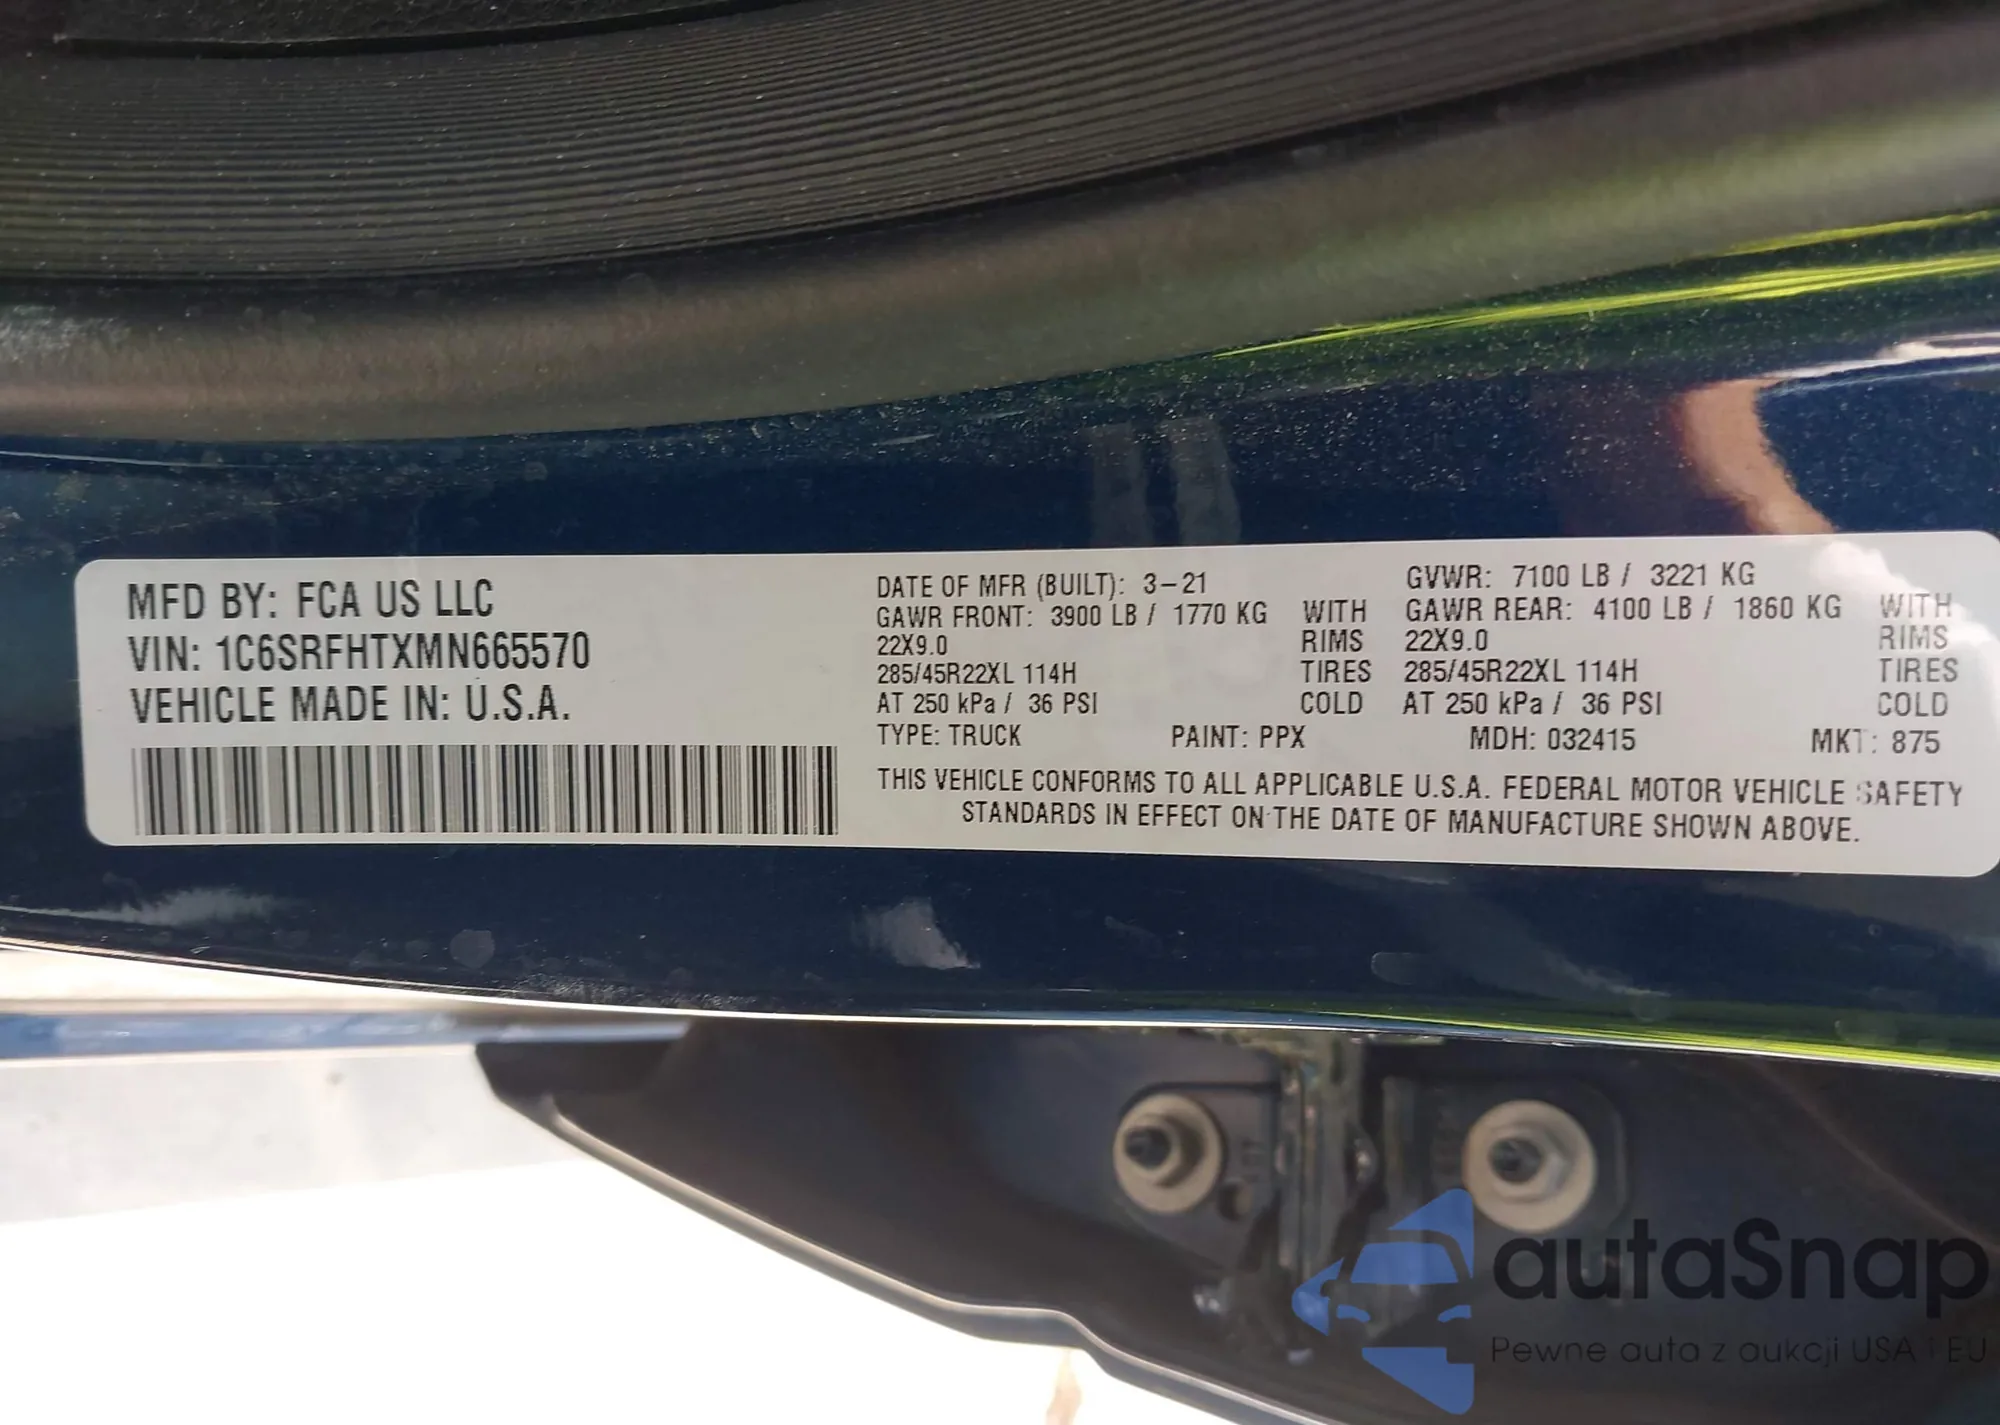 MFD BY: FCA US LLC
VIN: 1C6SRFHTXMN665570
VEHICLE MADE IN: U.S.A.
DATE OF MFR (BUILT): 3-21
GAWR FRONT: 3900 LB / 1770 KG WITH
22X9.0 RIMS
285/45R22XL 114H TIRES
AT 250 kPa / 36 PSI COLD
GVWR: 7100 LB / 3221 KG
GAWR REAR: 4100 LB / 1860 KG WITH
22X9.0 RIMS
285/45R22XL 114H TIRES
AT 250 kPa / 36 PSI COLD
TYPE: TRUCK PAINT: PPX MDH: 032415 MKT: 875
THIS VEHICLE CONFORMS TO ALL APPLICABLE U.S.A. FEDERAL MOTOR VEHICLE SAFETY
STANDARDS IN EFFECT ON THE DATE OF MANUFACTURE SHOWN ABOVE.
autaSnap
Pewne auta z aukcji USA i EU